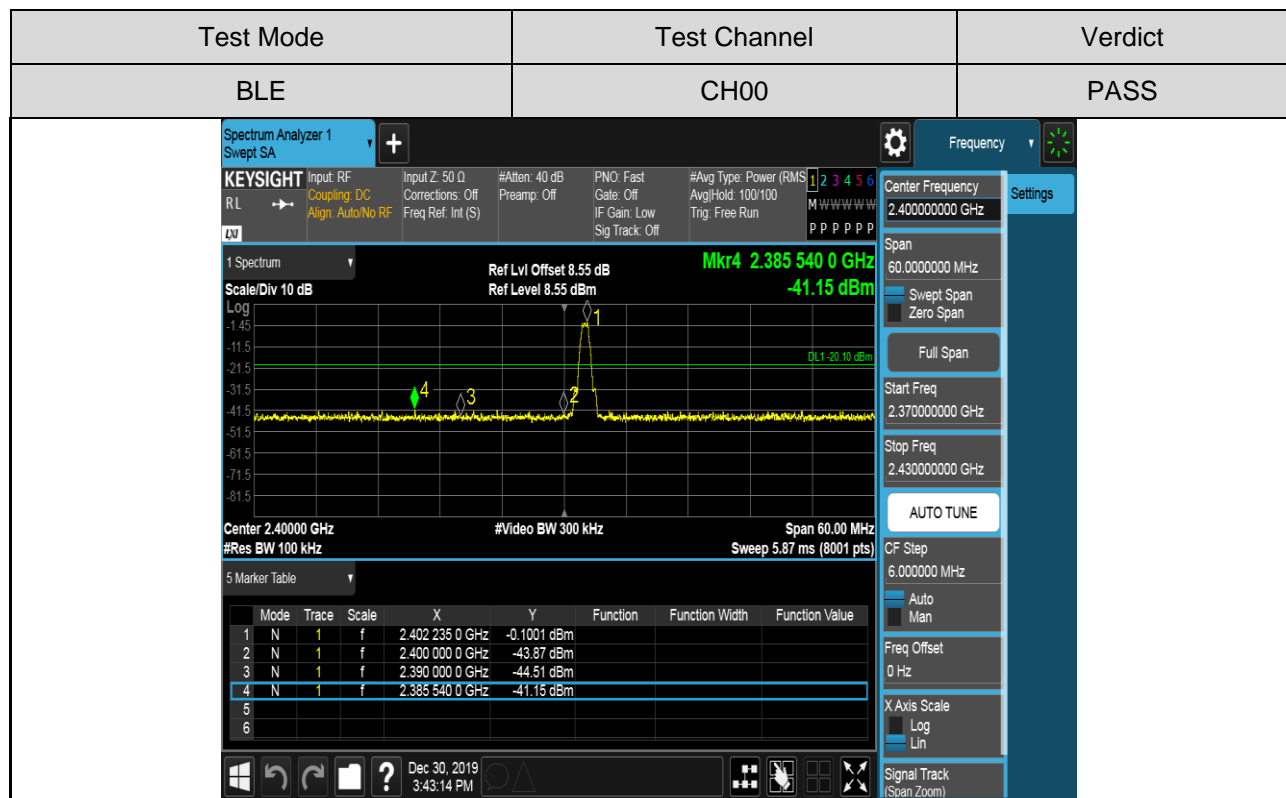 Test Mode Test Channel Verdict
BLE CH00 PASS
Spectrum Analyzer 1
Swept SA
+
Frequency
KEYSIGHT Input: RF Input Z: 50 Ω #Atten: 40 dB PNO: Fast #Avg Type: Power (RMS 1 2 3 4 5 6
RL Coupling: DC Corrections: Off Preamp: Off Gate: Off Avg|Hold: 100/100 M W W W W W
Align: Auto/No RF Freq Ref: Int (S) IF Gain: Low Trig: Free Run
LXI Sig Track: Off P P P P P P
1 Spectrum
Ref Lvl Offset 8.55 dB Mkr4 2.385 540 0 GHz
Scale/Div 10 dB Ref Level 8.55 dBm -41.15 dBm
Log
1
-1.45
-11.5
DL1 -20.10 dBm
-21.5
-31.5
4 3 2
-41.5
-51.5
-61.5
-71.5
-81.5
Center 2.40000 GHz #Video BW 300 kHz Span 60.00 MHz
#Res BW 100 kHz Sweep 5.87 ms (8001 pts)
5 Marker Table
Mode Trace Scale X Y Function Function Width Function Value
1 N 1 f 2.402 235 0 GHz -0.1001 dBm
2 N 1 f 2.400 000 0 GHz -43.87 dBm
3 N 1 f 2.390 000 0 GHz -44.51 dBm
4 N 1 f 2.385 540 0 GHz -41.15 dBm
5
6
?
Dec 30, 2019
3:43:14 PM
Center Frequency
2.400000000 GHz
Settings
Span
60.0000000 MHz
Swept Span
Zero Span
Full Span
Start Freq
2.370000000 GHz
Stop Freq
2.430000000 GHz
AUTO TUNE
CF Step
6.000000 MHz
Auto
Man
Freq Offset
0 Hz
X Axis Scale
Log
Lin
Signal Track
(Span Zoom)